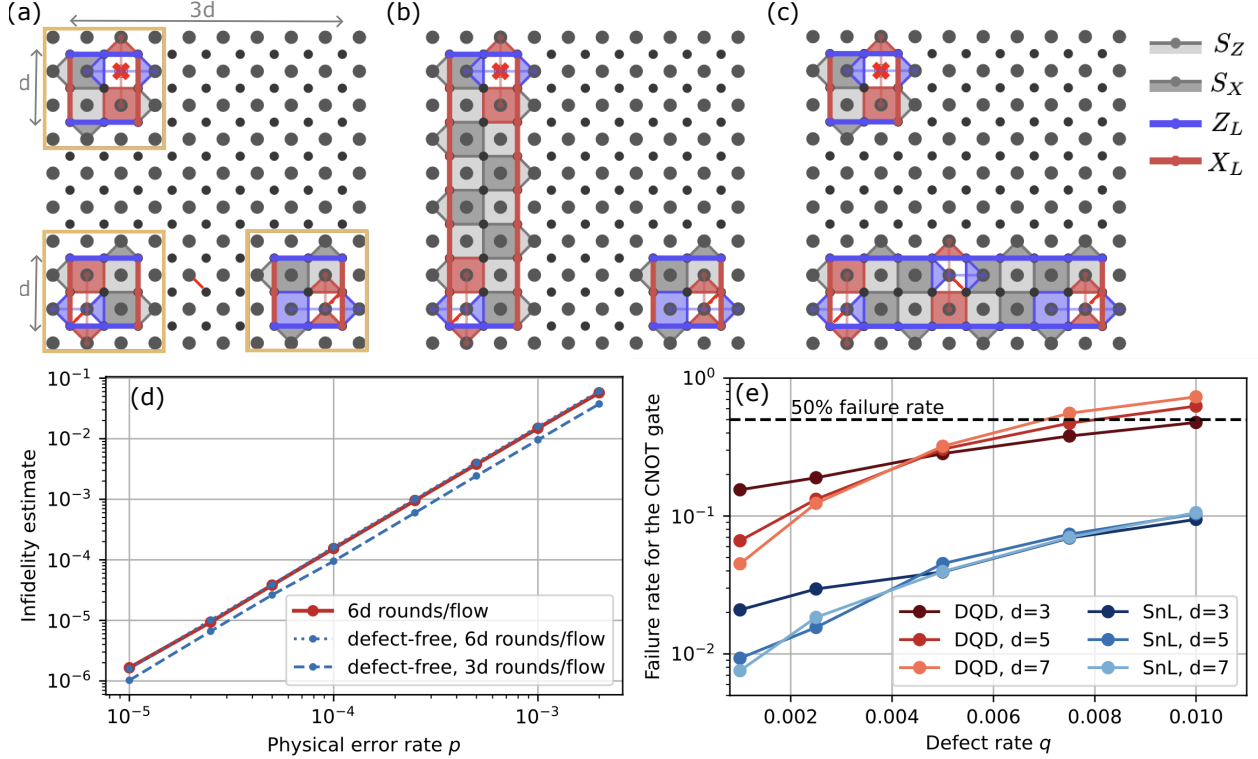 (a)
3d
d
d
(b)
(c)
S_Z
S_X
Z_L
X_L
(d)
Infidelity estimate
10^{-1}
10^{-2}
10^{-3}
10^{-4}
10^{-5}
10^{-6}
6d rounds/flow
defect-free, 6d rounds/flow
defect-free, 3d rounds/flow
10^{-5}
10^{-4}
10^{-3}
Physical error rate p
(e)
Failure rate for the CNOT gate
10^0
10^{-1}
10^{-2}
50% failure rate
DQD, d=3
DQD, d=5
DQD, d=7
SnL, d=3
SnL, d=5
SnL, d=7
0.002
0.004
0.006
0.008
0.010
Defect rate q